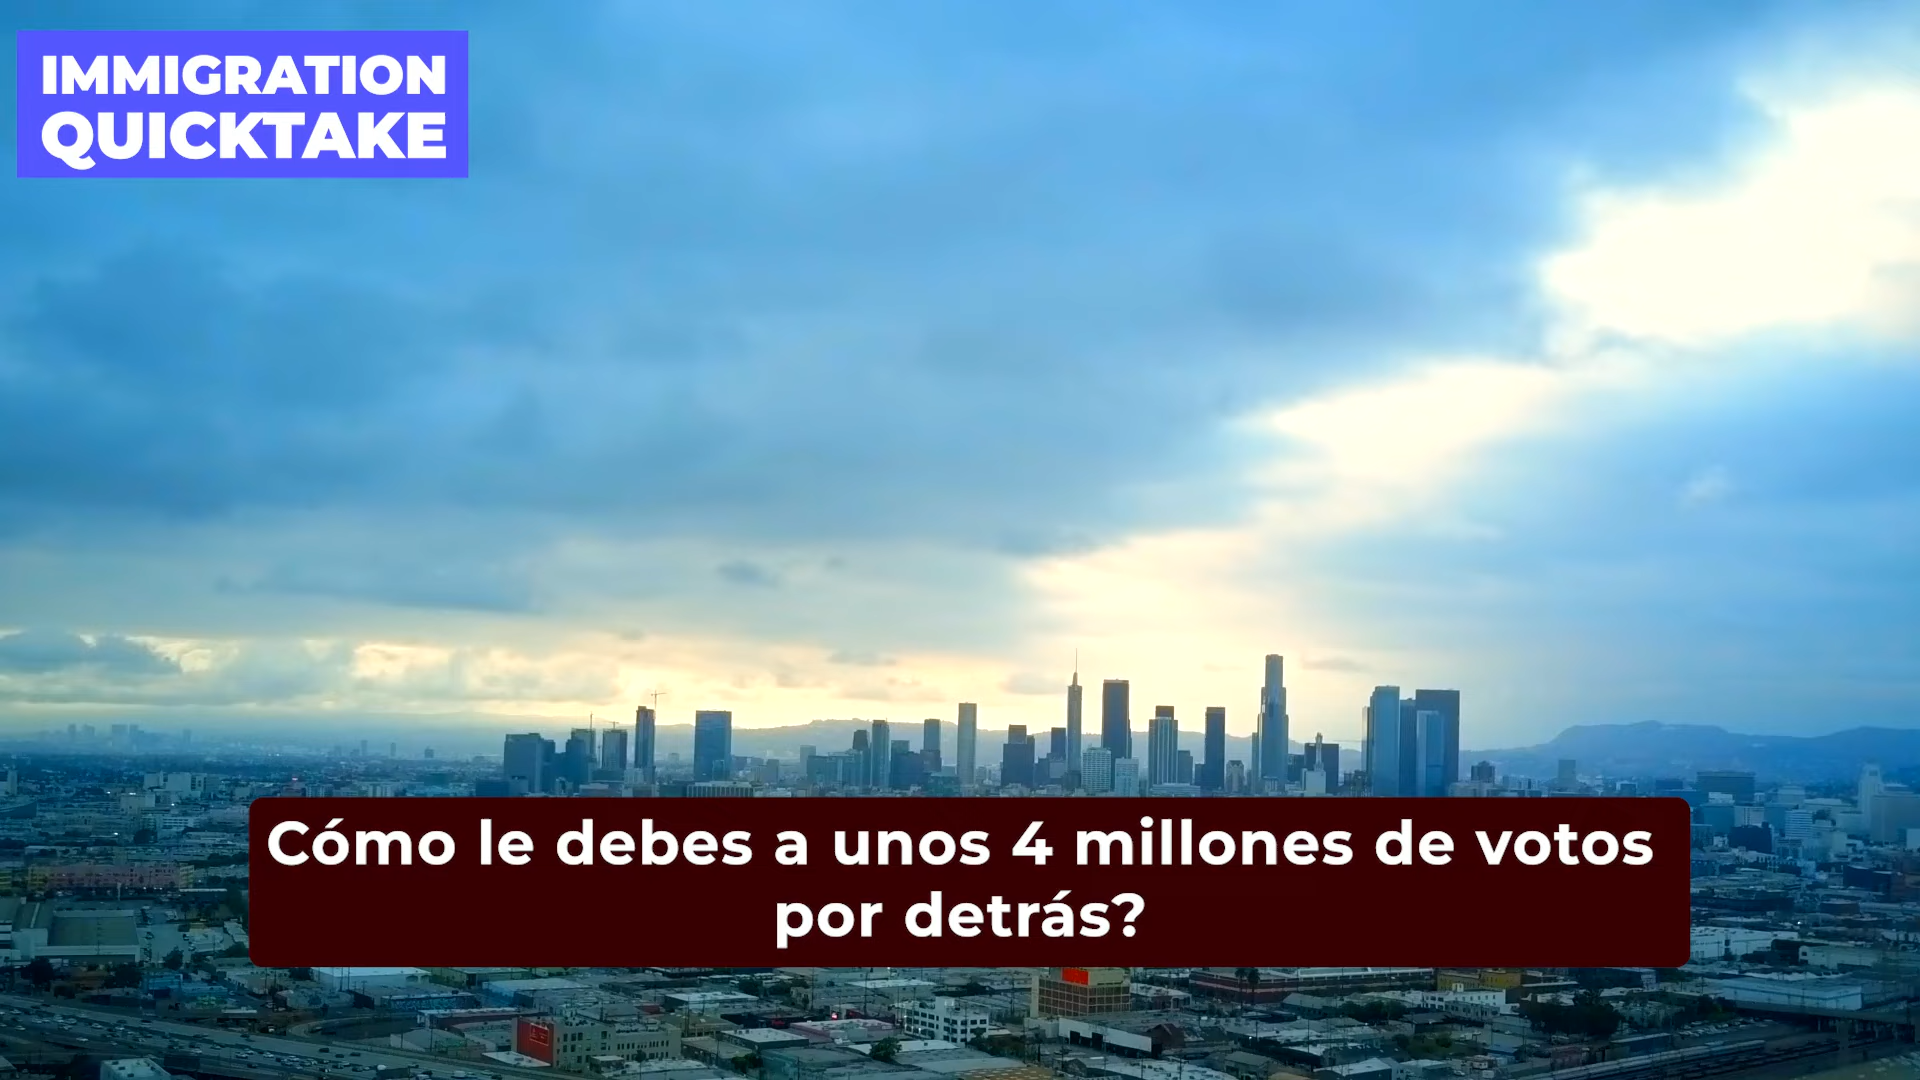 IMMIGRATION
QUICKTAKE
Cómo le debes a unos 4 millones de votos
por detrás?